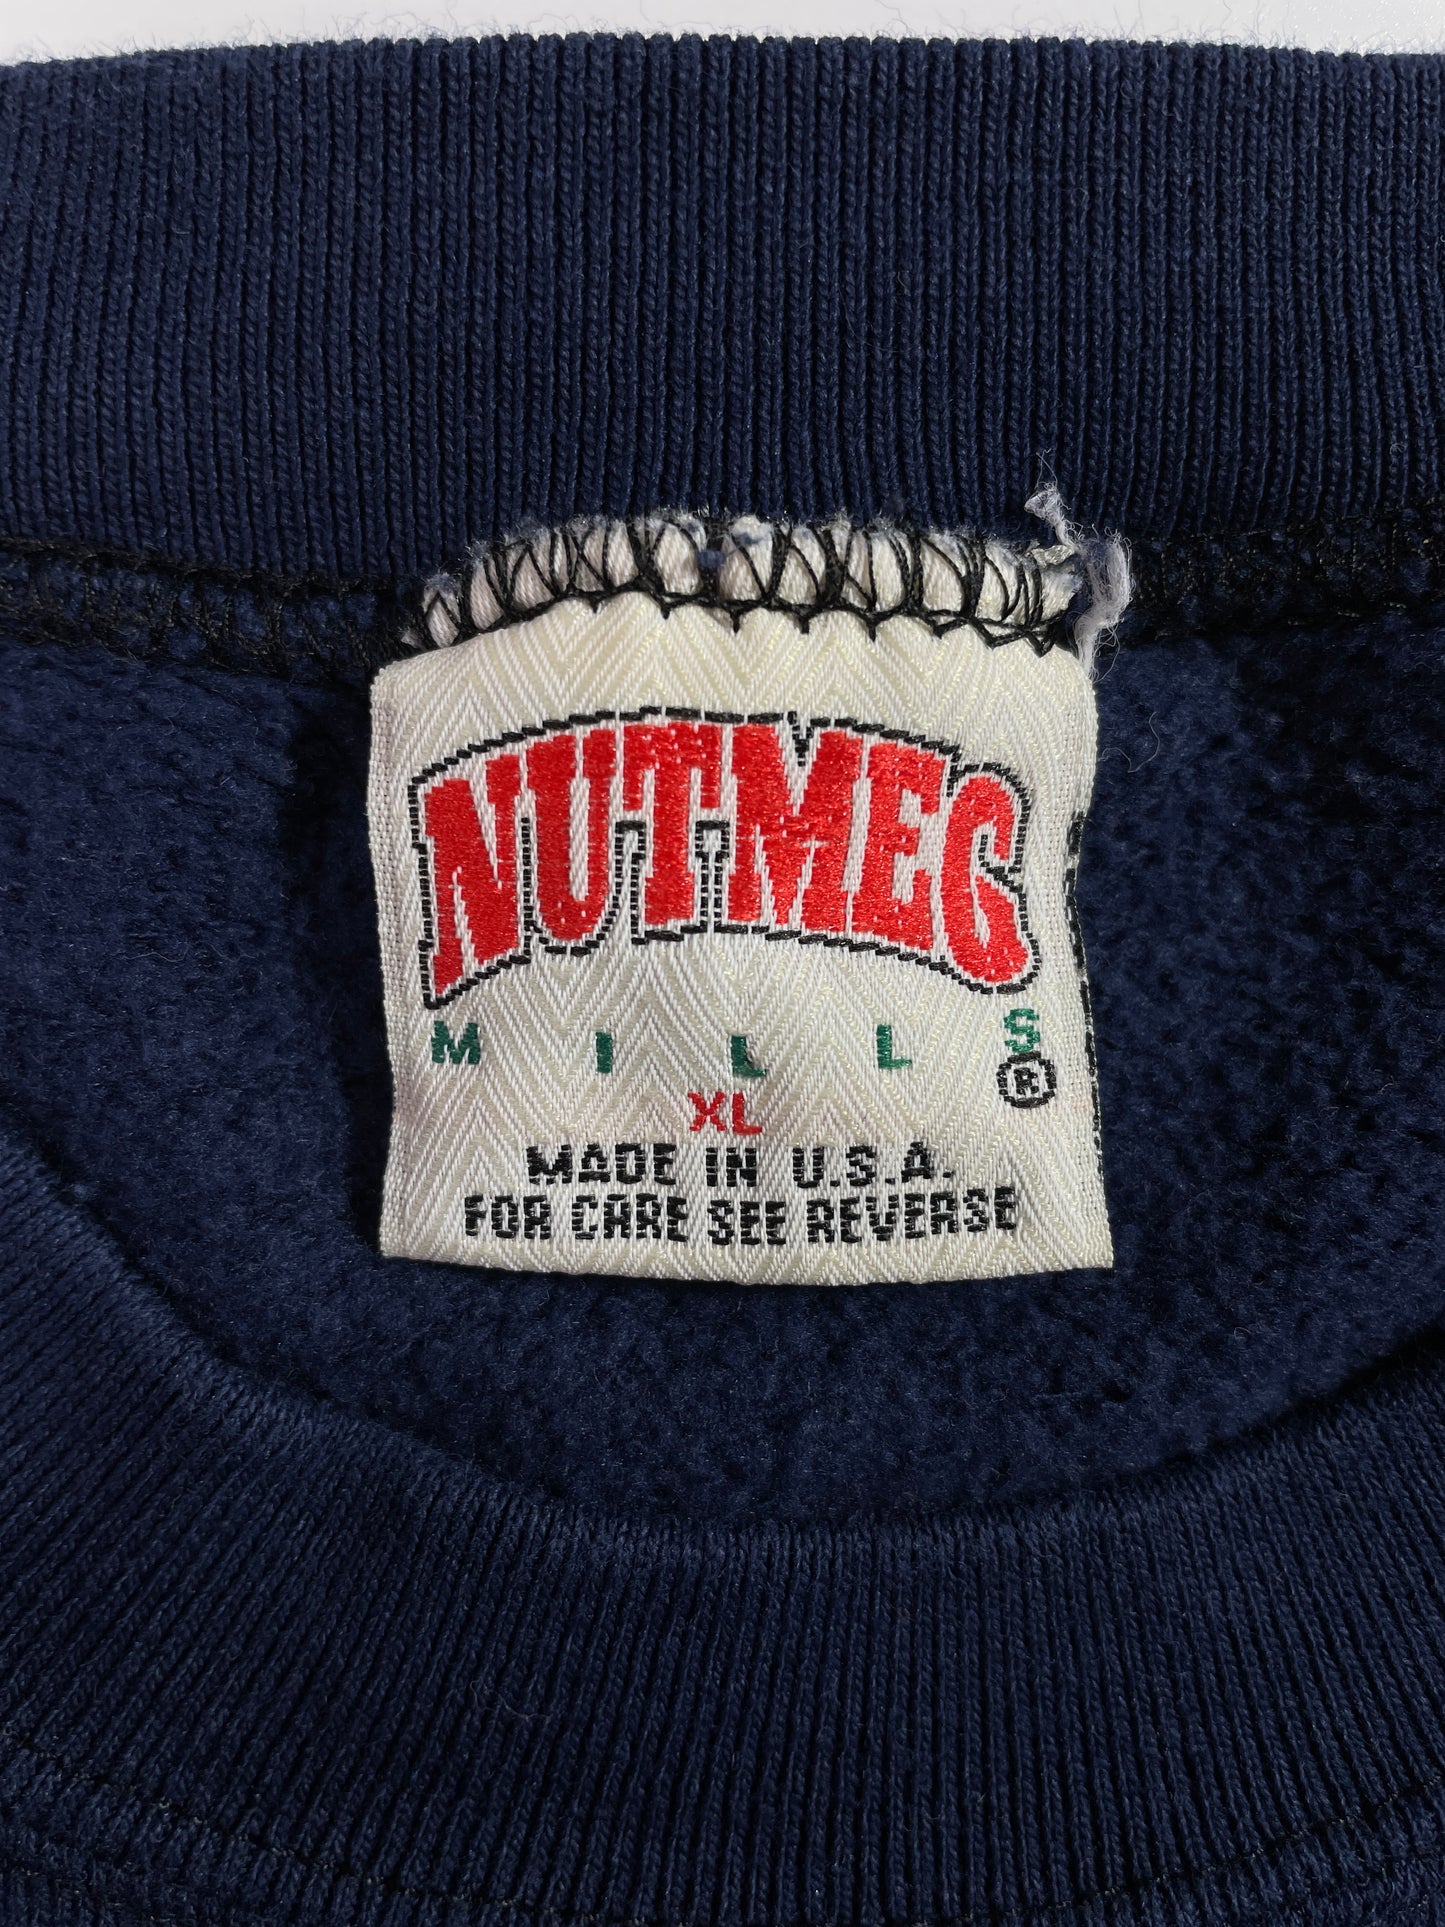 NUTMEG
MILLS
®
XL
MADE IN U.S.A.
FOR CARE SEE REVERSE